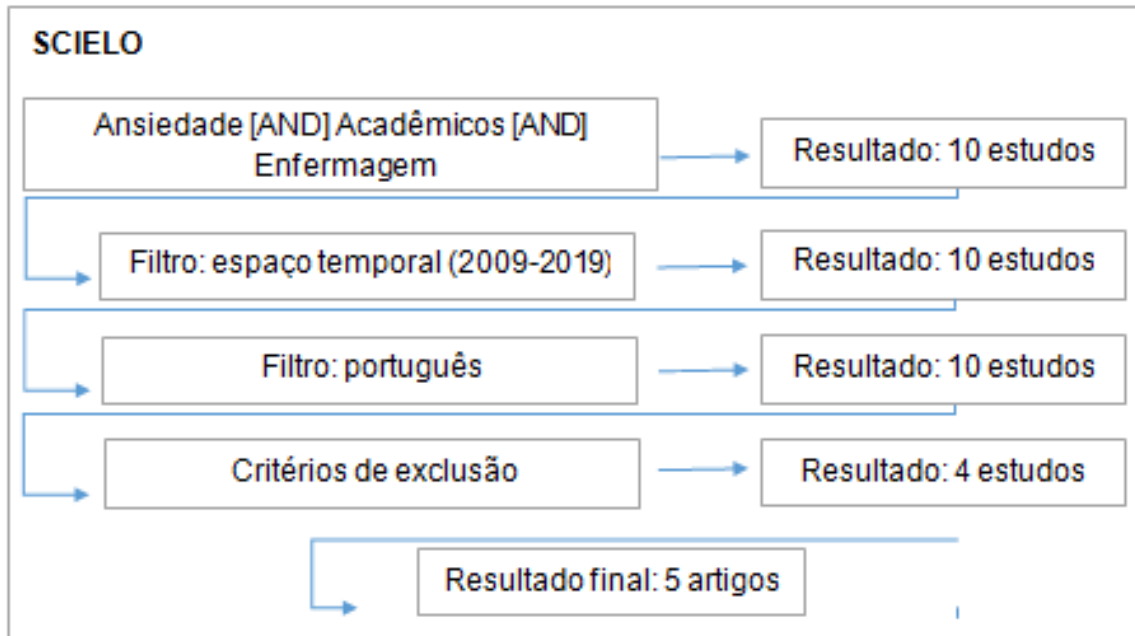 SCIELO
Ansiedade [AND] Acadêmicos [AND]
Enfermagem
Resultado: 10 estudos
Filtro: espaço temporal (2009-2019)
Resultado: 10 estudos
Filtro: português
Resultado: 10 estudos
Critérios de exclusão
Resultado: 4 estudos
Resultado final: 5 artigos